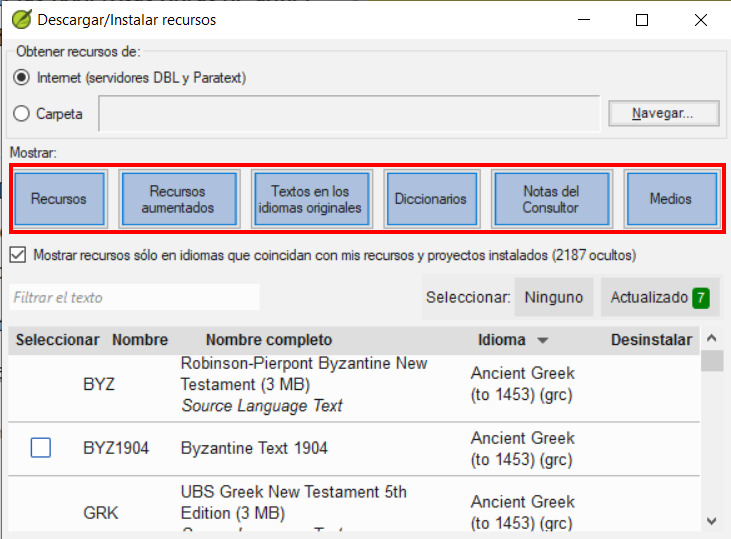 Descargar/Instalar recursos
Obtener recursos de:
Internet (servidores DBL y Paratext)
Carpeta
Navegar...
Mostrar:
Recursos
Recursos
aumentados
Textos en los
idiomas originales
Diccionarios
Notas del
Consultor
Medios
Mostrar recursos sólo en idiomas que coincidan con mis recursos y proyectos instalados (2187 ocultos)
Filtrar el texto
Seleccionar: Ninguno Actualizado 7
Seleccionar Nombre Nombre completo Idioma Desinstalar
BYZ
Robinson-Pierpont Byzantine New
Testament (3 MB)
Source Language Text
Ancient Greek
(to 1453) (grc)
BYZ1904
Byzantine Text 1904
Ancient Greek
(to 1453) (grc)
GRK
UBS Greek New Testament 5th
Edition (3 MB)
Ancient Greek
(to 1453) (grc)